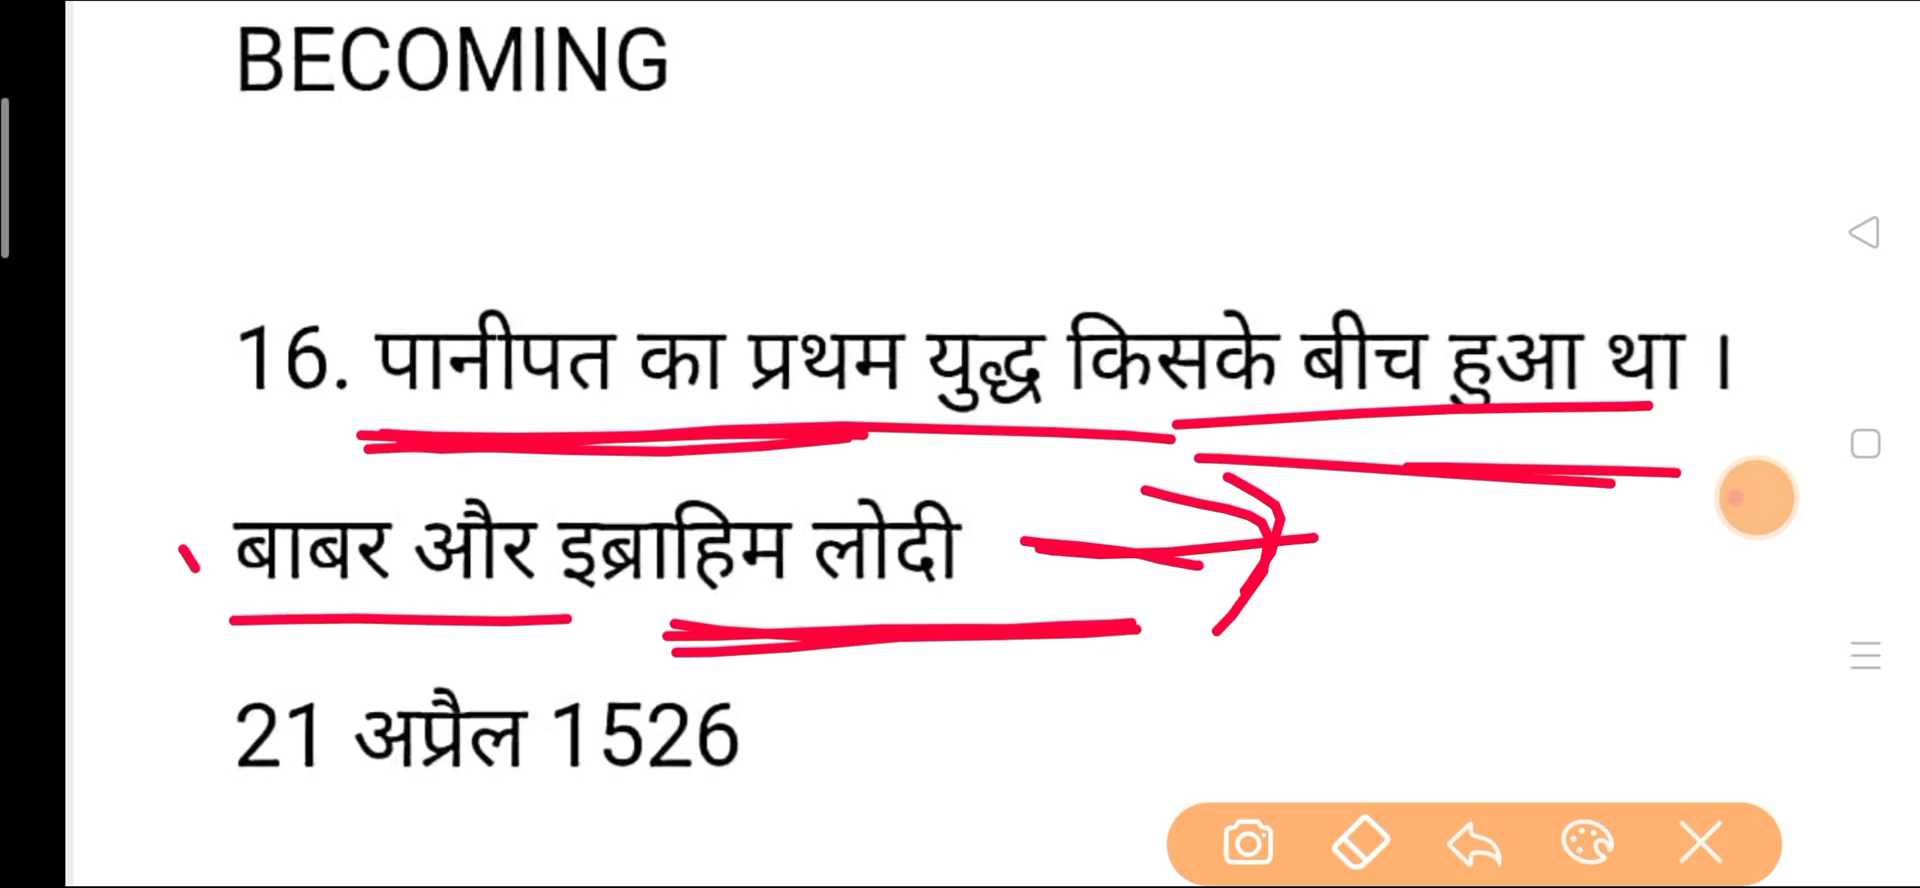 BECOMING
16. पानीपत का प्रथम युद्ध किसके बीच हुआ था ।
बाबर और इब्राहिम लोदी
21 अप्रैल 1526